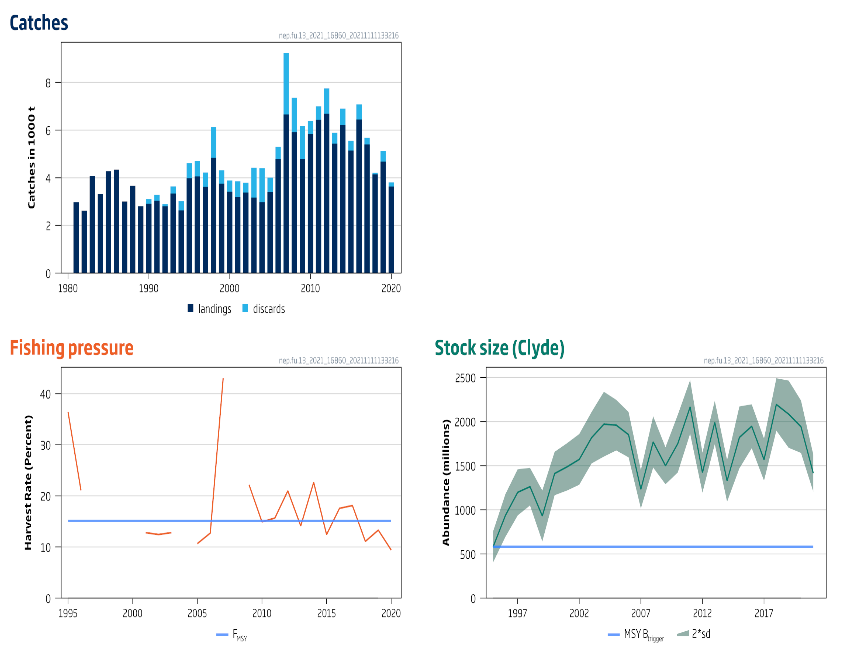 Catches
nep.fu.13_2021_16860_20211111133216
Catches in 1000 t
8
6
4
2
0
1980 1990 2000 2010 2020
landings discards
Fishing pressure
nep.fu.13_2021_16860_20211111133216
Harvest Rate (Percent)
40
30
20
10
0
1995 2000 2005 2010 2015 2020
FMSY
Stock size (Clyde)
nep.fu.13_2021_16860_20211111133216
Abundance (millions)
2500
2000
1500
1000
500
0
1997 2002 2007 2012 2017
MSY Btrigger 2*sd